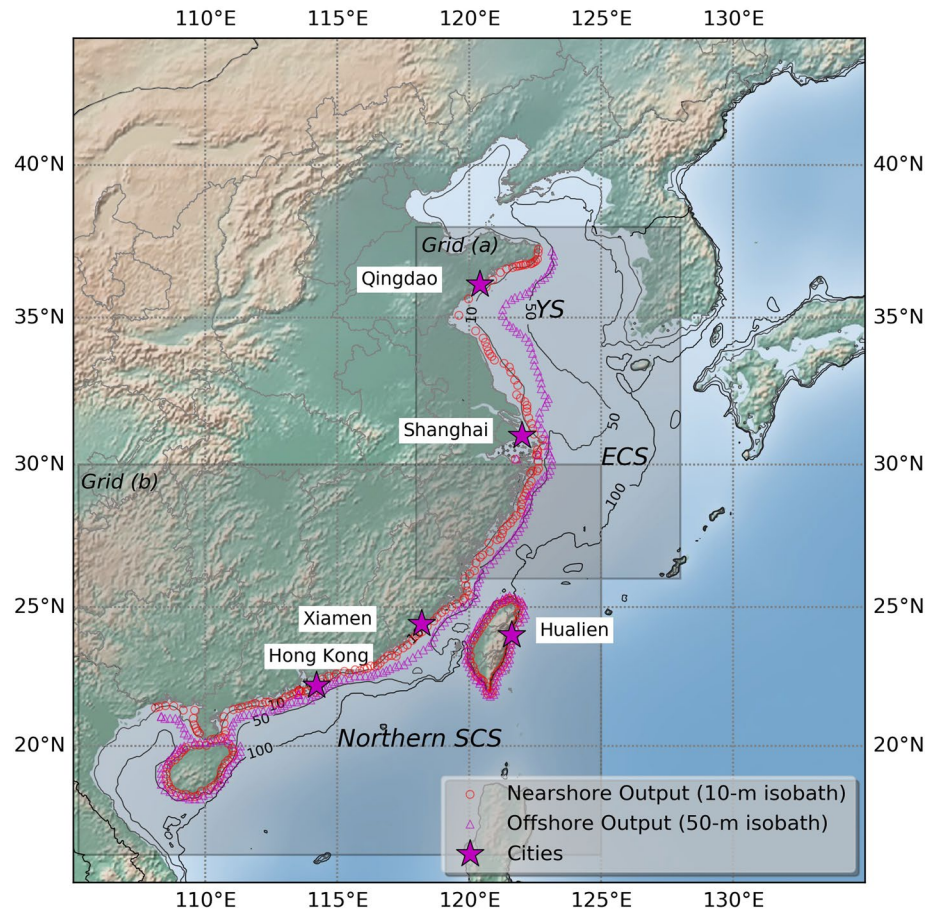 110°E 115°E 120°E 125°E 130°E
40°N 40°N
Grid (a)
Qingdao
10
50
YS
35°N 35°N
50
Shanghai
ECS
30°N 30°N
Grid (b)
100
25°N 25°N
Xiamen
Hualien
Hong Kong
10
50
100
Northern SCS
20°N 20°N
Nearshore Output (10-m isobath)
Offshore Output (50-m isobath)
Cities
110°E 115°E 120°E 125°E 130°E